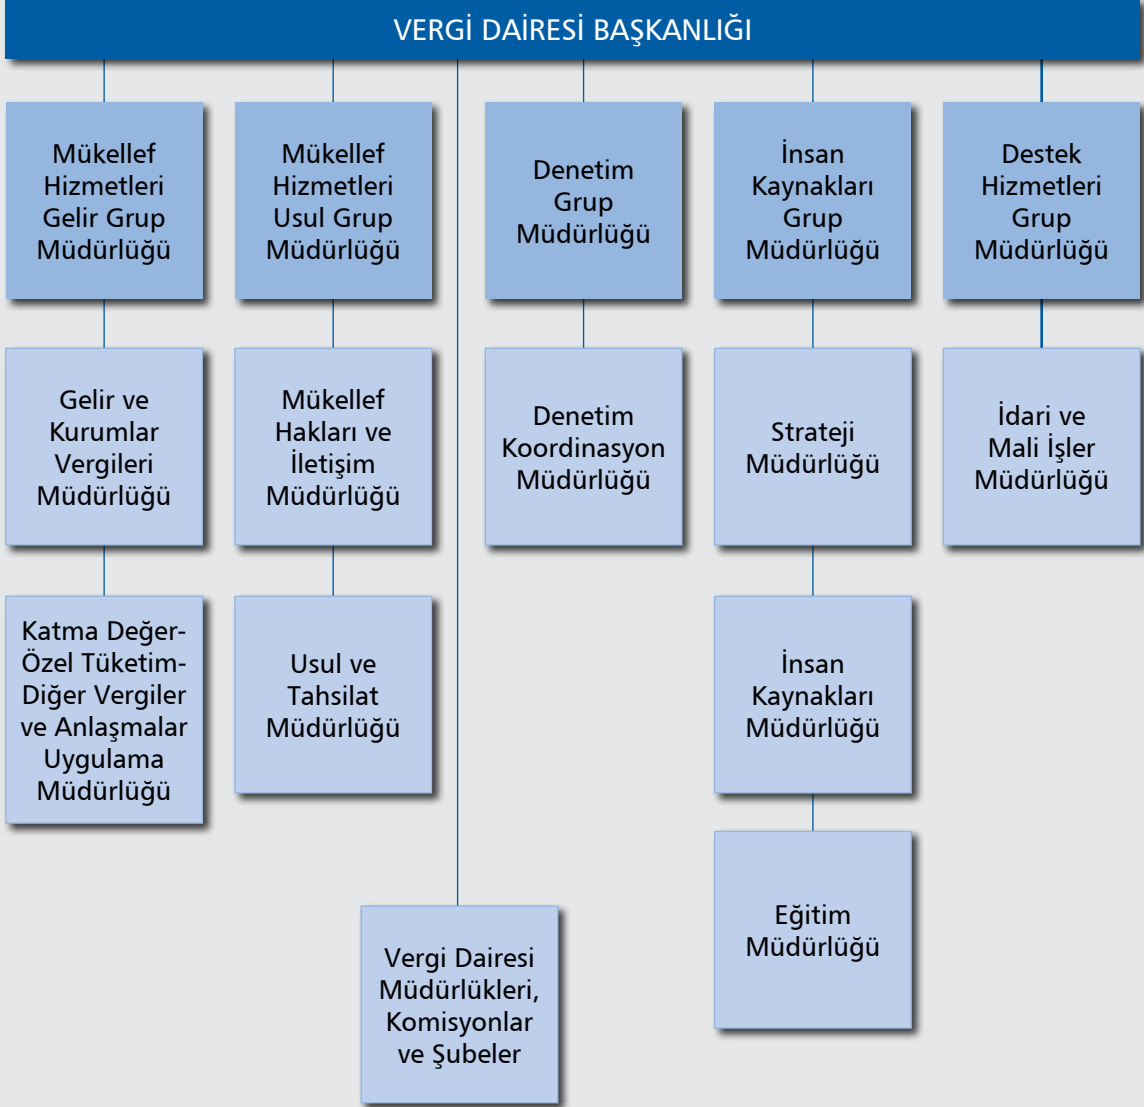 VERGİ DAİRESİ BAŞKANLIĞI
Mükellef
Hizmetleri
Gelir Grup
Müdürlüğü
Mükellef
Hizmetleri
Usul Grup
Müdürlüğü
Denetim
Grup
Müdürlüğü
İnsan
Kaynakları
Grup
Müdürlüğü
Destek
Hizmetleri
Grup
Müdürlüğü
Gelir ve
Kurumlar
Vergileri
Müdürlüğü
Mükellef
Hakları ve
İletişim
Müdürlüğü
Denetim
Koordinasyon
Müdürlüğü
Strateji
Müdürlüğü
İdari ve
Mali İşler
Müdürlüğü
Katma Değer-
Özel Tüketim-
Diğer Vergiler
ve Anlaşmalar
Uygulama
Müdürlüğü
Usul ve
Tahsilat
Müdürlüğü
İnsan
Kaynakları
Müdürlüğü
Eğitim
Müdürlüğü
Vergi Dairesi
Müdürlükleri,
Komisyonlar
ve Şubeler